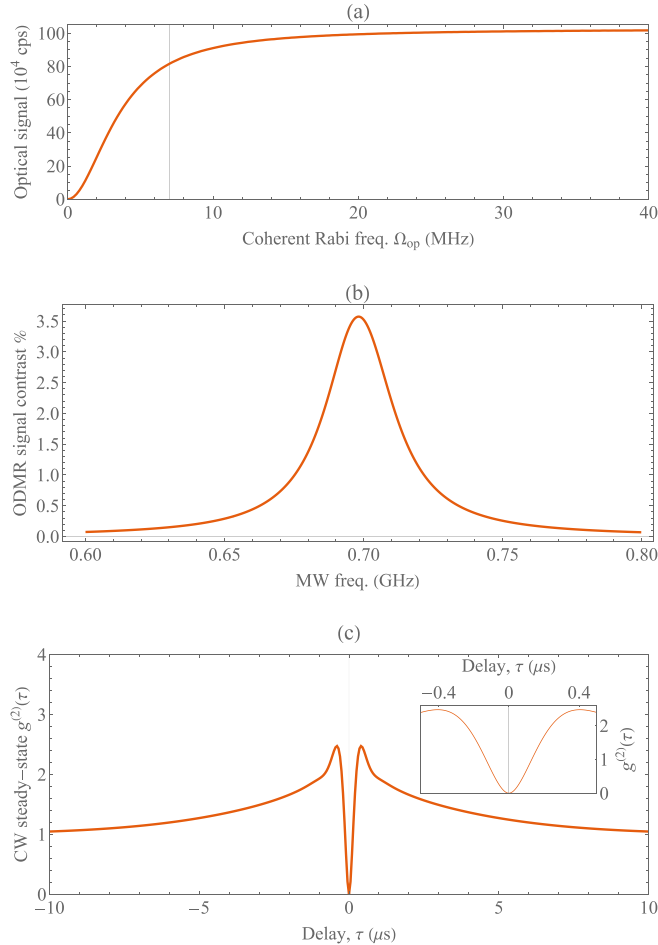 (a)
Optical signal (10⁴ cps)
100
80
60
40
20
0
0 10 20 30 40
Coherent Rabi freq. Ωop (MHz)
(b)
ODMR signal contrast %
3.5
3.0
2.5
2.0
1.5
1.0
0.5
0.0
0.60 0.65 0.70 0.75 0.80
MW freq. (GHz)
(c)
CW steady−state g⁽²⁾(τ)
4
3
2
1
0
−10 −5 0 5 10
Delay, τ (μs)
Delay, τ (μs)
−0.4 0 0.4
2
1
0
g⁽²⁾(τ)